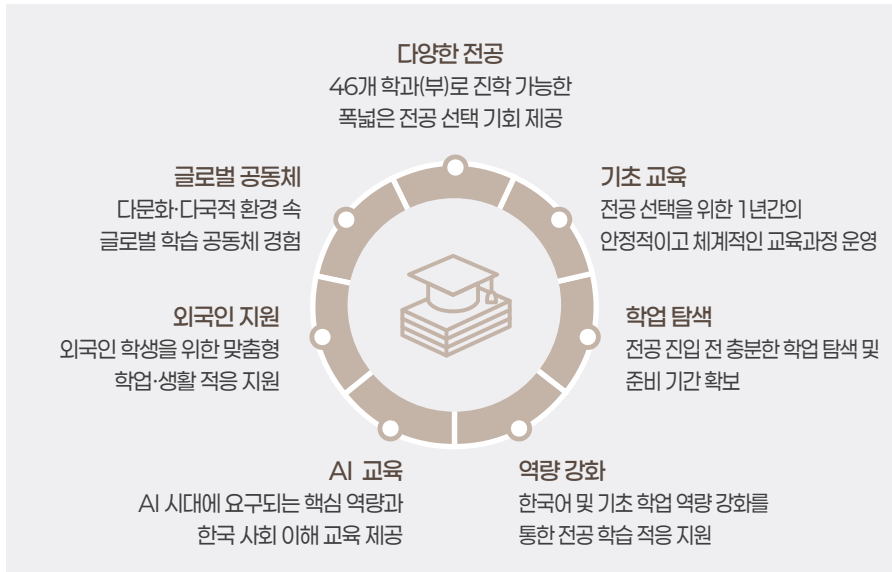 다양한 전공
46개 학과(부)로 진학 가능한
폭넓은 전공 선택 기회 제공
글로벌 공동체
다문화·다국적 환경 속
글로벌 학습 공동체 경험
기초 교육
전공 선택을 위한 1년간의
안정적이고 체계적인 교육과정 운영
외국인 지원
외국인 학생을 위한 맞춤형
학업·생활 적응 지원
학업 탐색
전공 진입 전 충분한 학업 탐색 및
준비 기간 확보
AI 교육
AI 시대에 요구되는 핵심 역량과
한국 사회 이해 교육 제공
역량 강화
한국어 및 기초 학업 역량 강화를
통한 전공 학습 적응 지원